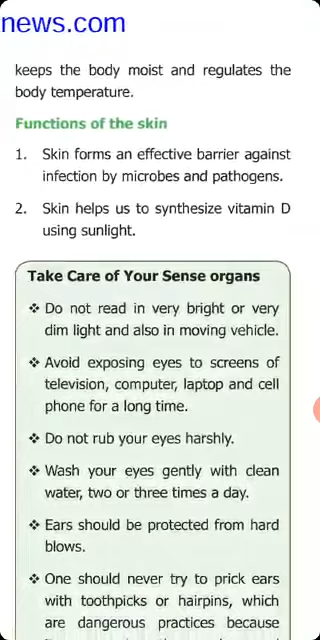 news.com
keeps the body moist and regulates the
body temperature.
Functions of the skin
1. Skin forms an effective barrier against
infection by microbes and pathogens.
2. Skin helps us to synthesize vitamin D
using sunlight.
Take Care of Your Sense organs
❖ Do not read in very bright or very
dim light and also in moving vehicle.
❖ Avoid exposing eyes to screens of
television, computer, laptop and cell
phone for a long time.
❖ Do not rub your eyes harshly.
❖ Wash your eyes gently with clean
water, two or three times a day.
❖ Ears should be protected from hard
blows.
❖ One should never try to prick ears
with toothpicks or hairpins, which
are dangerous practices because